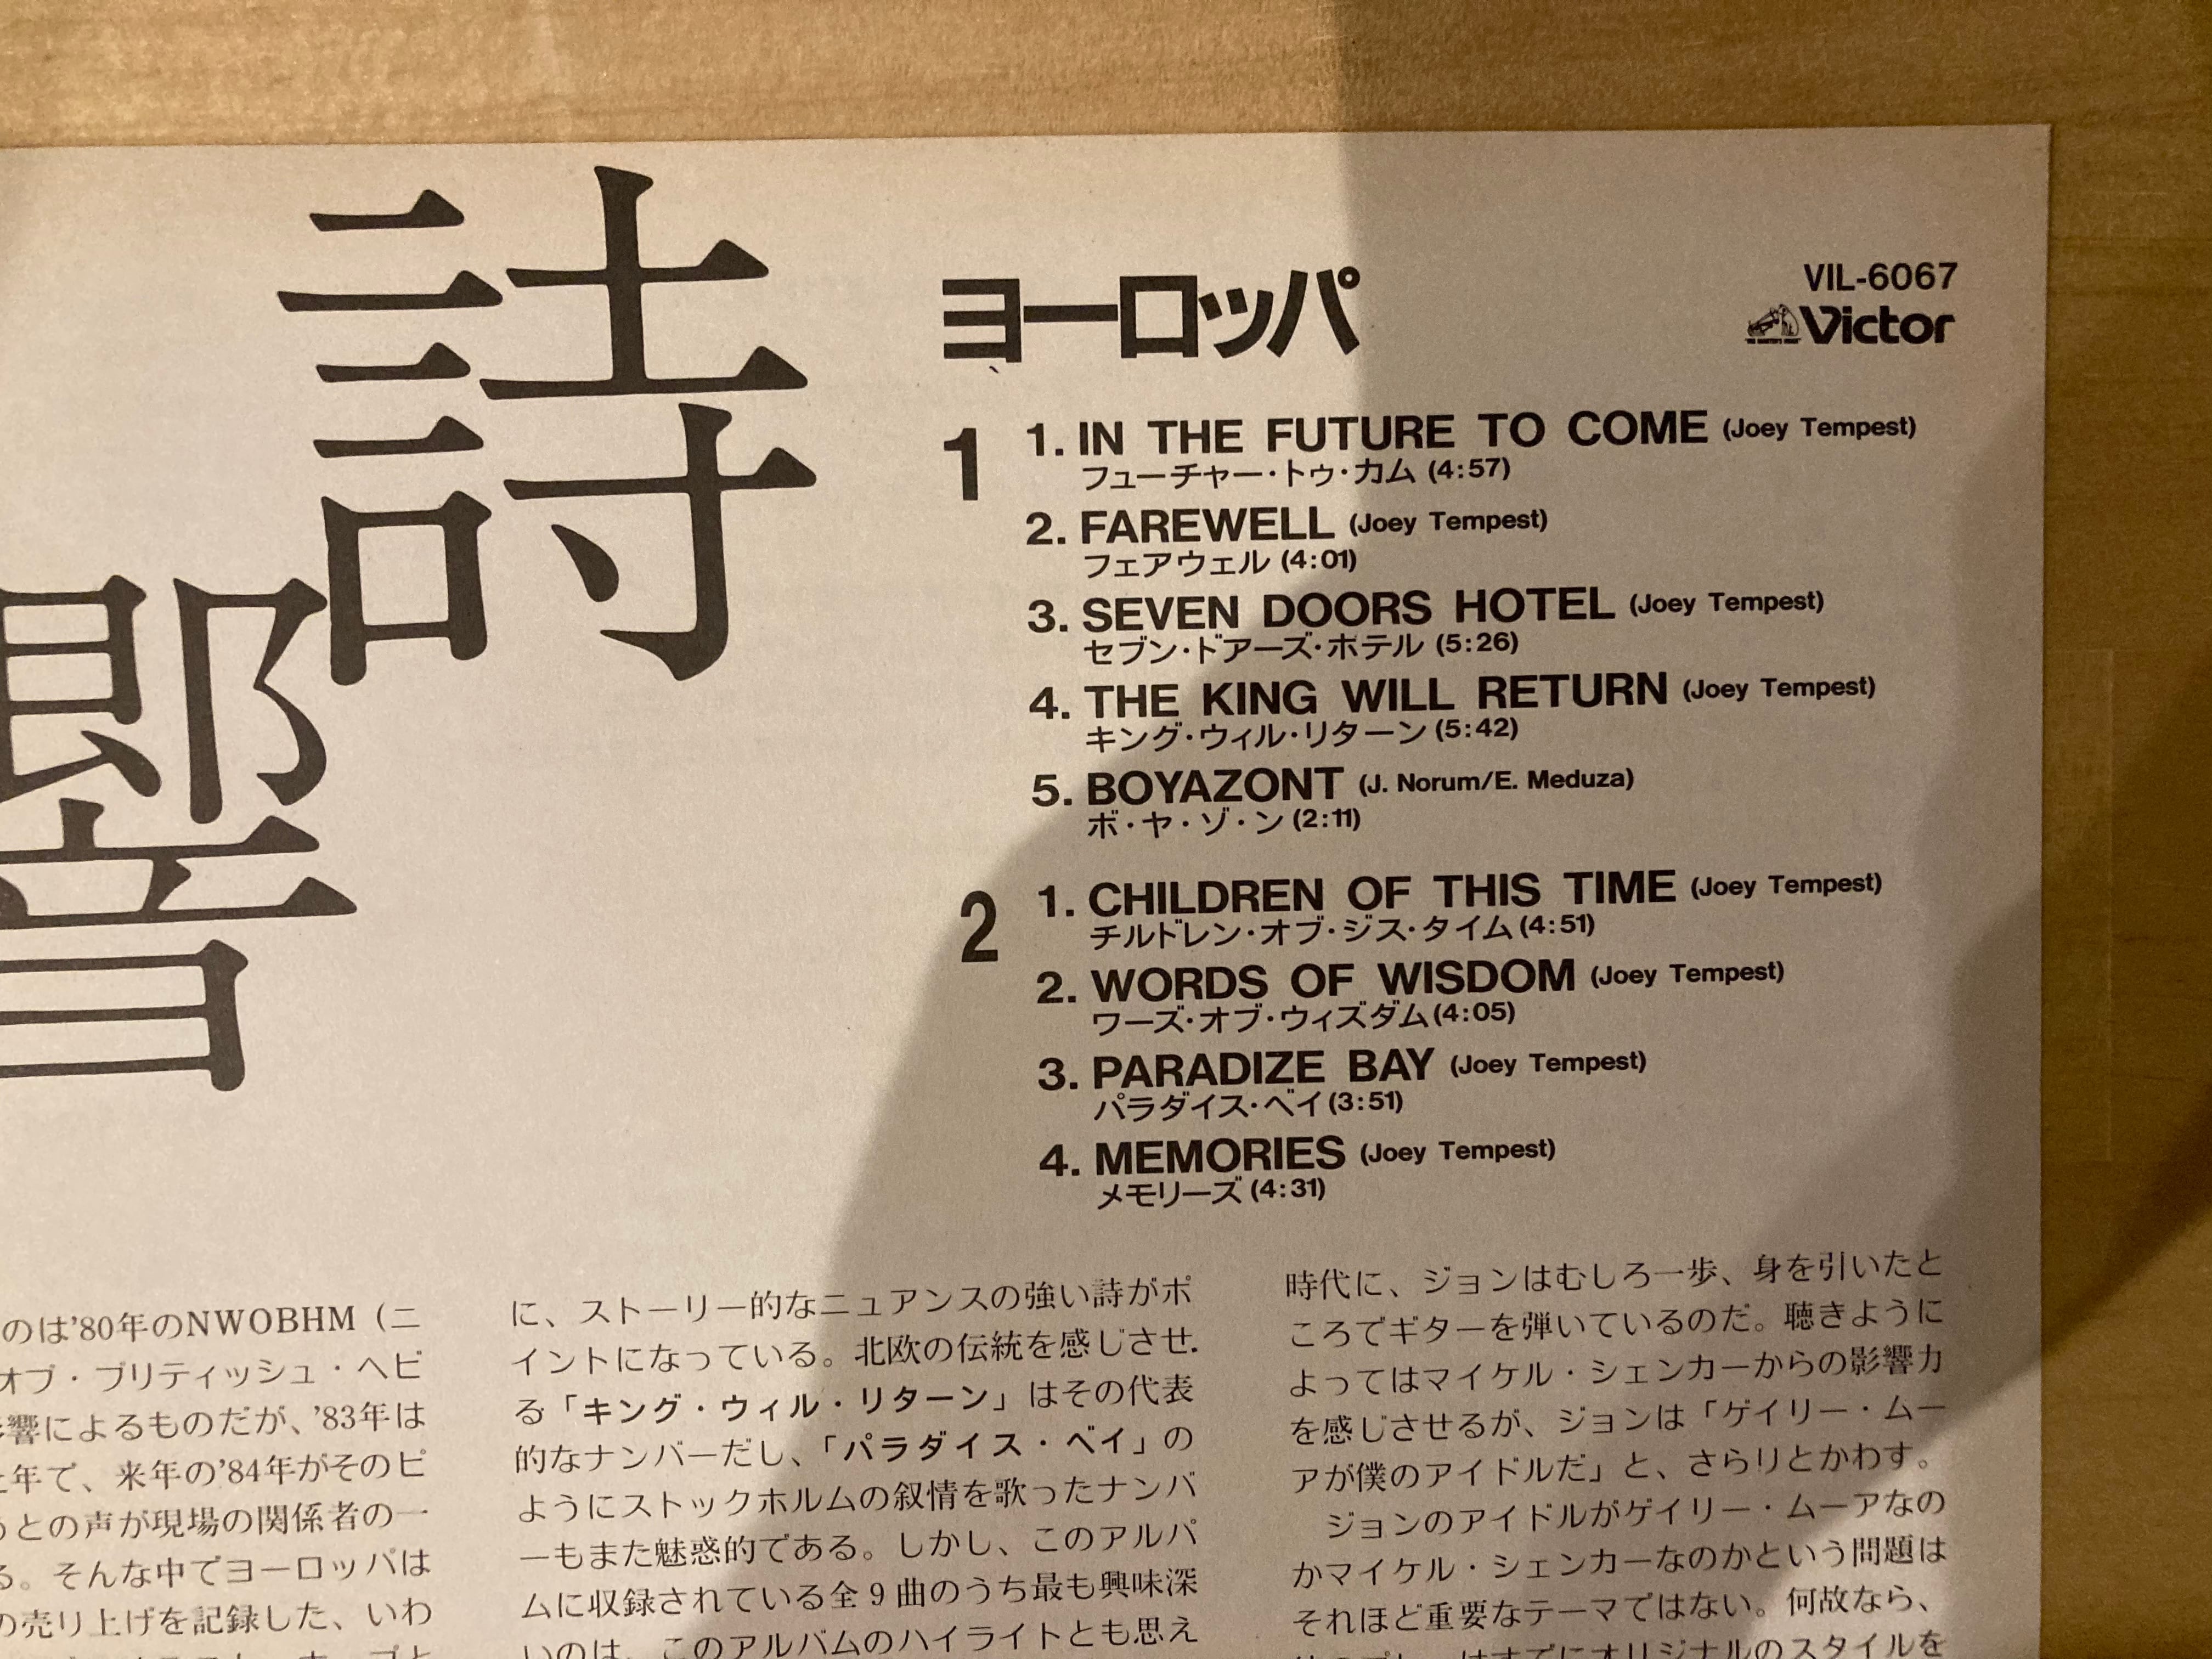 詩
響
ヨーロッパ
VIL-6067
Victor
1
1. IN THE FUTURE TO COME (Joey Tempest)
フューチャー・トゥ・カム (4:57)
2. FAREWELL (Joey Tempest)
フェアウェル (4:01)
3. SEVEN DOORS HOTEL (Joey Tempest)
セブン・ドアーズ・ホテル (5:26)
4. THE KING WILL RETURN (Joey Tempest)
キング・ウィル・リターン (5:42)
5. BOYAZONT (J. Norum/E. Meduza)
ボ・ヤ・ゾ・ン (2:11)
2
1. CHILDREN OF THIS TIME (Joey Tempest)
チルドレン・オブ・ジス・タイム (4:51)
2. WORDS OF WISDOM (Joey Tempest)
ワーズ・オブ・ウィズダム (4:05)
3. PARADIZE BAY (Joey Tempest)
パラダイス・ベイ (3:51)
4. MEMORIES (Joey Tempest)
メモリーズ (4:31)
のは'80年のNWOBHM（ニ
オブ・ブリティッシュ・ヘビ
響によるものだが、'83年は
年で、来年の'84年がそのピ
との声が現場の関係者の一
る。そんな中でヨーロッパは
の売り上げを記録した、いわ
に、ストーリー的なニュアンスの強い詩がポ
イントになっている。北欧の伝統を感じさせ
る「キング・ウィル・リターン」はその代表
的なナンバーだし、「パラダイス・ベイ」の
ようにストックホルムの叙情を歌ったナンバ
ーもまた魅惑的である。しかし、このアルバ
ムに収録されている全9曲のうち最も興味深
いのは、このアルバムのハイライトとも思え
時代に、ジョンはむしろ一歩、身を引いたと
ころでギターを弾いているのだ。聴きように
よってはマイケル・シェンカーからの影響力
を感じさせるが、ジョンは「ゲイリー・ムー
アが僕のアイドルだ」と、さらりとかわす。
ジョンのアイドルがゲイリー・ムーアなの
かマイケル・シェンカーなのかという問題は
それほど重要なテーマではない。何故なら、
はすでにオリジナルのスタイルを